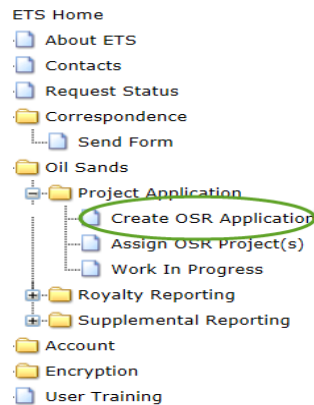 ETS Home
About ETS
Contacts
Request Status
Correspondence
Send Form
Oil Sands
Project Application
Create OSR Application
Assign OSR Project(s)
Work In Progress
Royalty Reporting
Supplemental Reporting
Account
Encryption
User Training